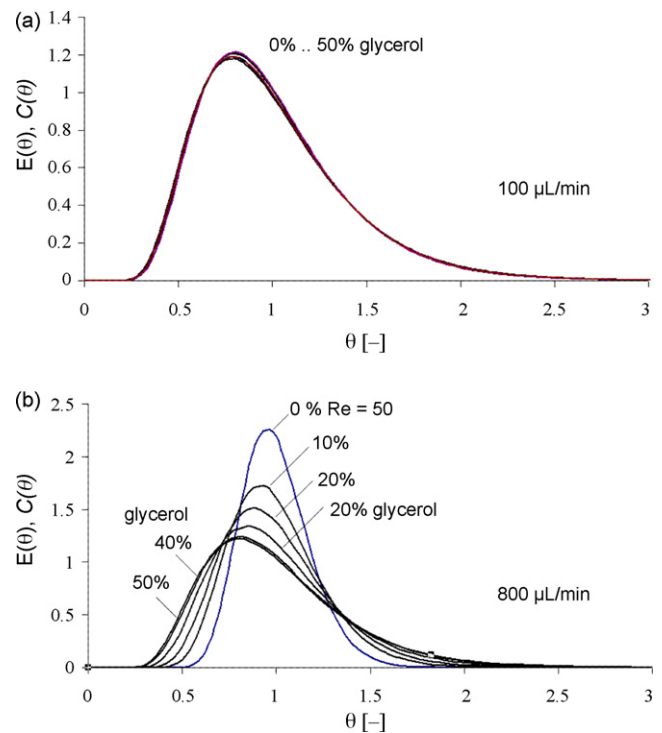 (a)
1.4
1.2
1.0
0.8
0.6
0.4
0.2
0
E(θ), C(θ)
0% .. 50% glycerol
100 µL/min
0
0.5
1
1.5
2
2.5
3
θ [–]
(b)
2.5
2
1.5
1
0.5
0
E(θ), C(θ)
0 % Re = 50
10%
20%
20% glycerol
glycerol
40%
50%
800 µL/min
0
0.5
1
1.5
2
2.5
3
θ [–]